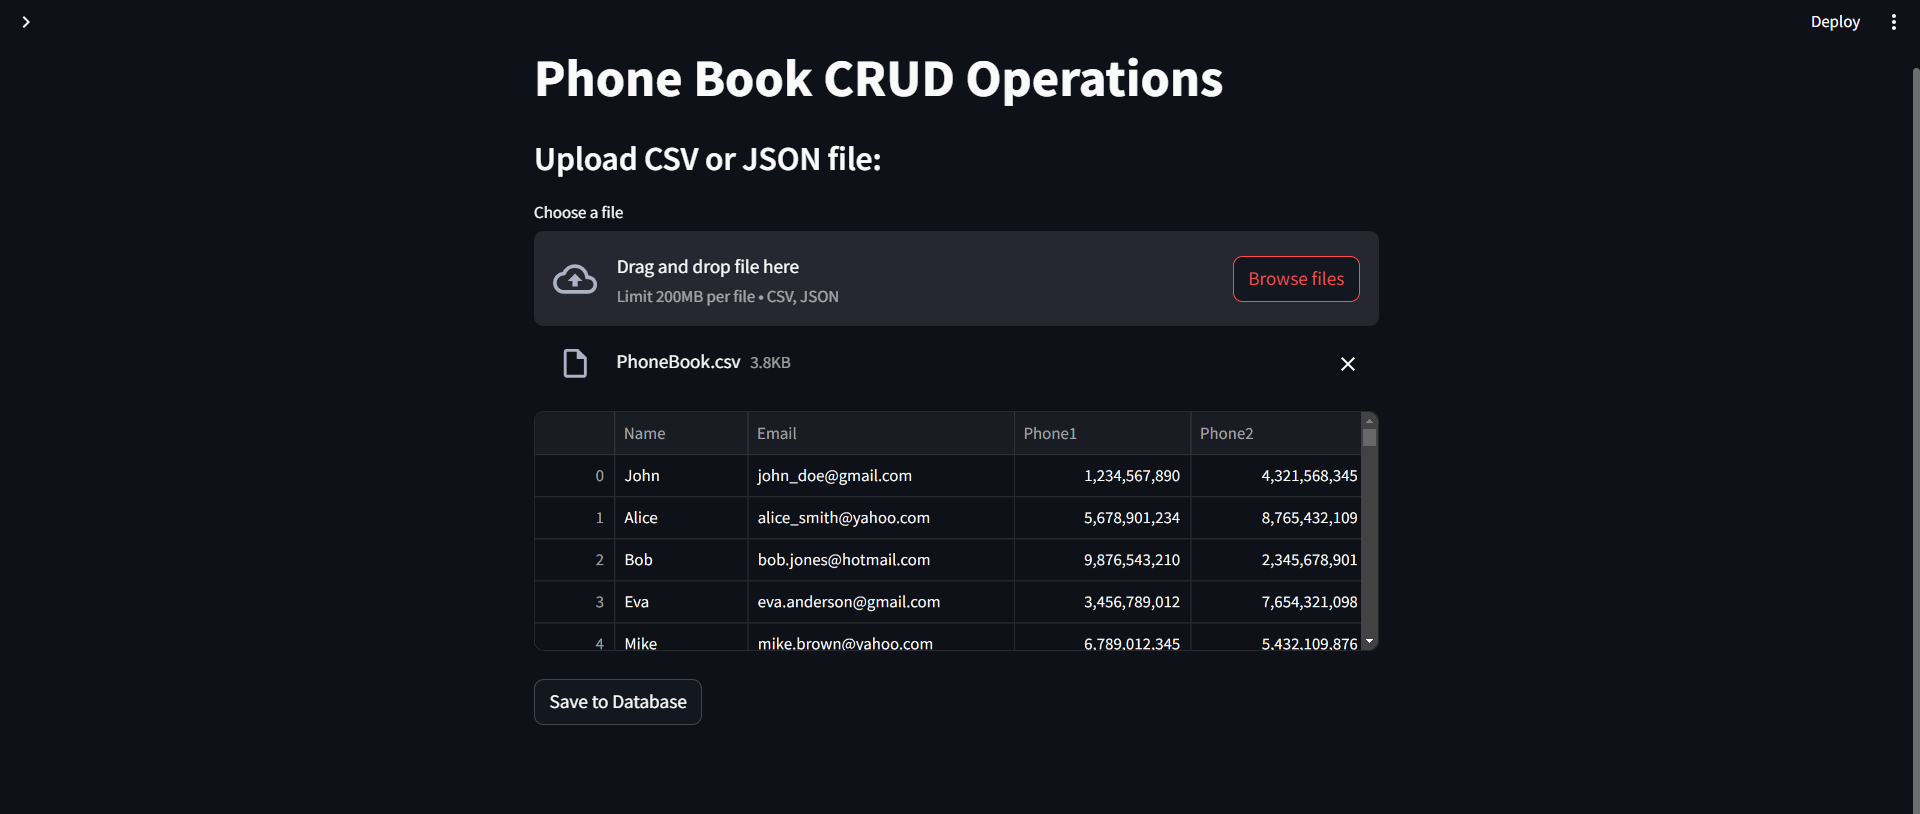 Deploy
Phone Book CRUD Operations
Upload CSV or JSON file:
Choose a file
Drag and drop file here
Limit 200MB per file • CSV, JSON
Browse files
PhoneBook.csv 3.8KB
Name Email Phone1 Phone2
0 John john_doe@gmail.com 1,234,567,890 4,321,568,345
1 Alice alice_smith@yahoo.com 5,678,901,234 8,765,432,109
2 Bob bob.jones@hotmail.com 9,876,543,210 2,345,678,901
3 Eva eva.anderson@gmail.com 3,456,789,012 7,654,321,098
4 Mike mike.brown@yahoo.com 6,789,012,345 5,432,109,876
Save to Database